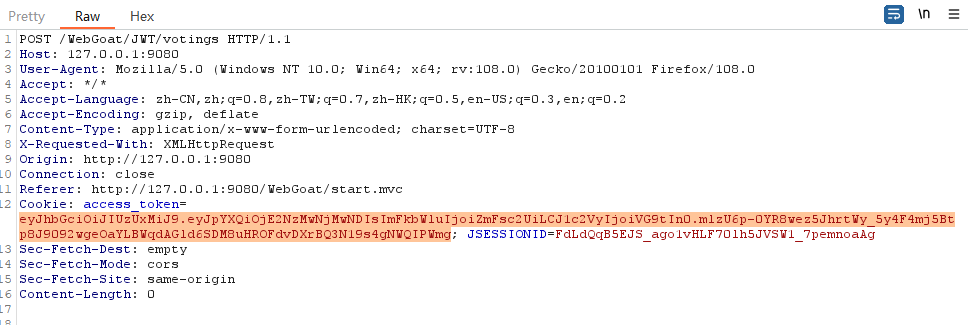 Pretty Raw Hex \n
1 POST /WebGoat/JWT/votings HTTP/1.1
2 Host: 127.0.0.1:9080
3 User-Agent: Mozilla/5.0 (Windows NT 10.0; Win64; x64; rv:108.0) Gecko/20100101 Firefox/108.0
4 Accept: */*
5 Accept-Language: zh-CN,zh;q=0.8,zh-TW;q=0.7,zh-HK;q=0.5,en-US;q=0.3,en;q=0.2
6 Accept-Encoding: gzip, deflate
7 Content-Type: application/x-www-form-urlencoded; charset=UTF-8
8 X-Requested-With: XMLHttpRequest
9 Origin: http://127.0.0.1:9080
10 Connection: close
11 Referer: http://127.0.0.1:9080/WebGoat/start.mvc
12 Cookie: access_token=
eyJhbGciOiJIUzUxMiJ9.eyJpYXQiOjE2NzMwNjMwNDIsImFkbWluIjoiZmFsc2UiLCJ1c2VyIjoiVG9tIn0.mlzU6p-0YR8wez5JhrtWy_5y4F4mj5Bt
p8J9092wgeOaYLBWqdAGld6SDM8uHROFdvDXrBQ3N19s4gNWQIPWmg; JSESSIONID=FdLdQqB5EJS_ago1vHLF70lh5JVSW1_7pemnoaAg
13 Sec-Fetch-Dest: empty
14 Sec-Fetch-Mode: cors
15 Sec-Fetch-Site: same-origin
16 Content-Length: 0
17
18